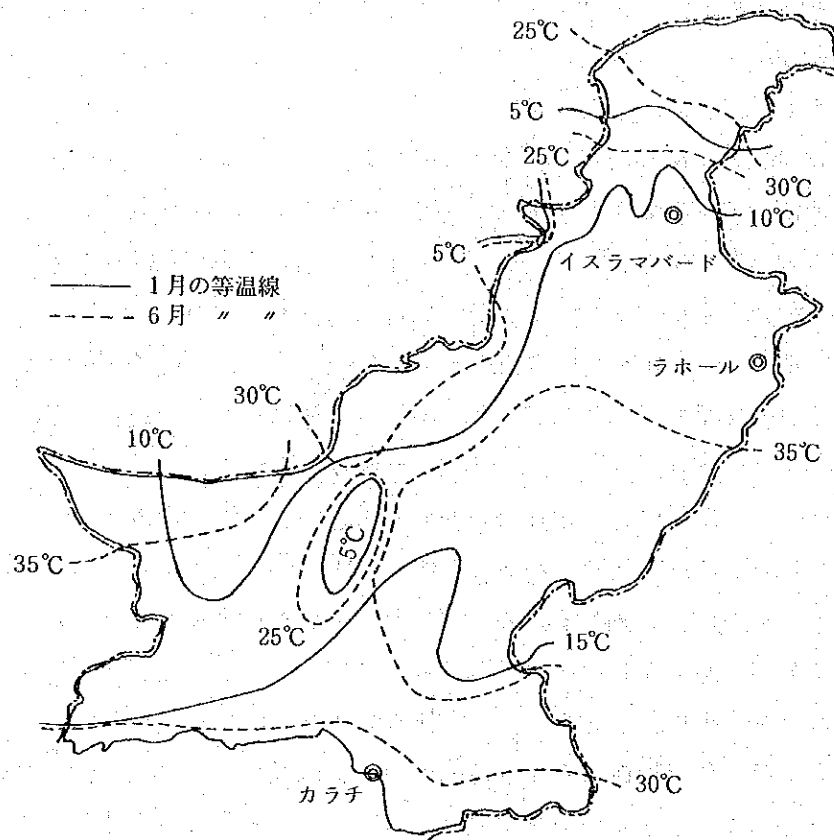 25℃
5℃
25℃
30℃
10℃
イスラマバード
5℃
——— 1月の等温線
----- 6月 〃 〃
ラホール
30℃
10℃
35℃
5℃
35℃
25℃
15℃
30℃
カラチ